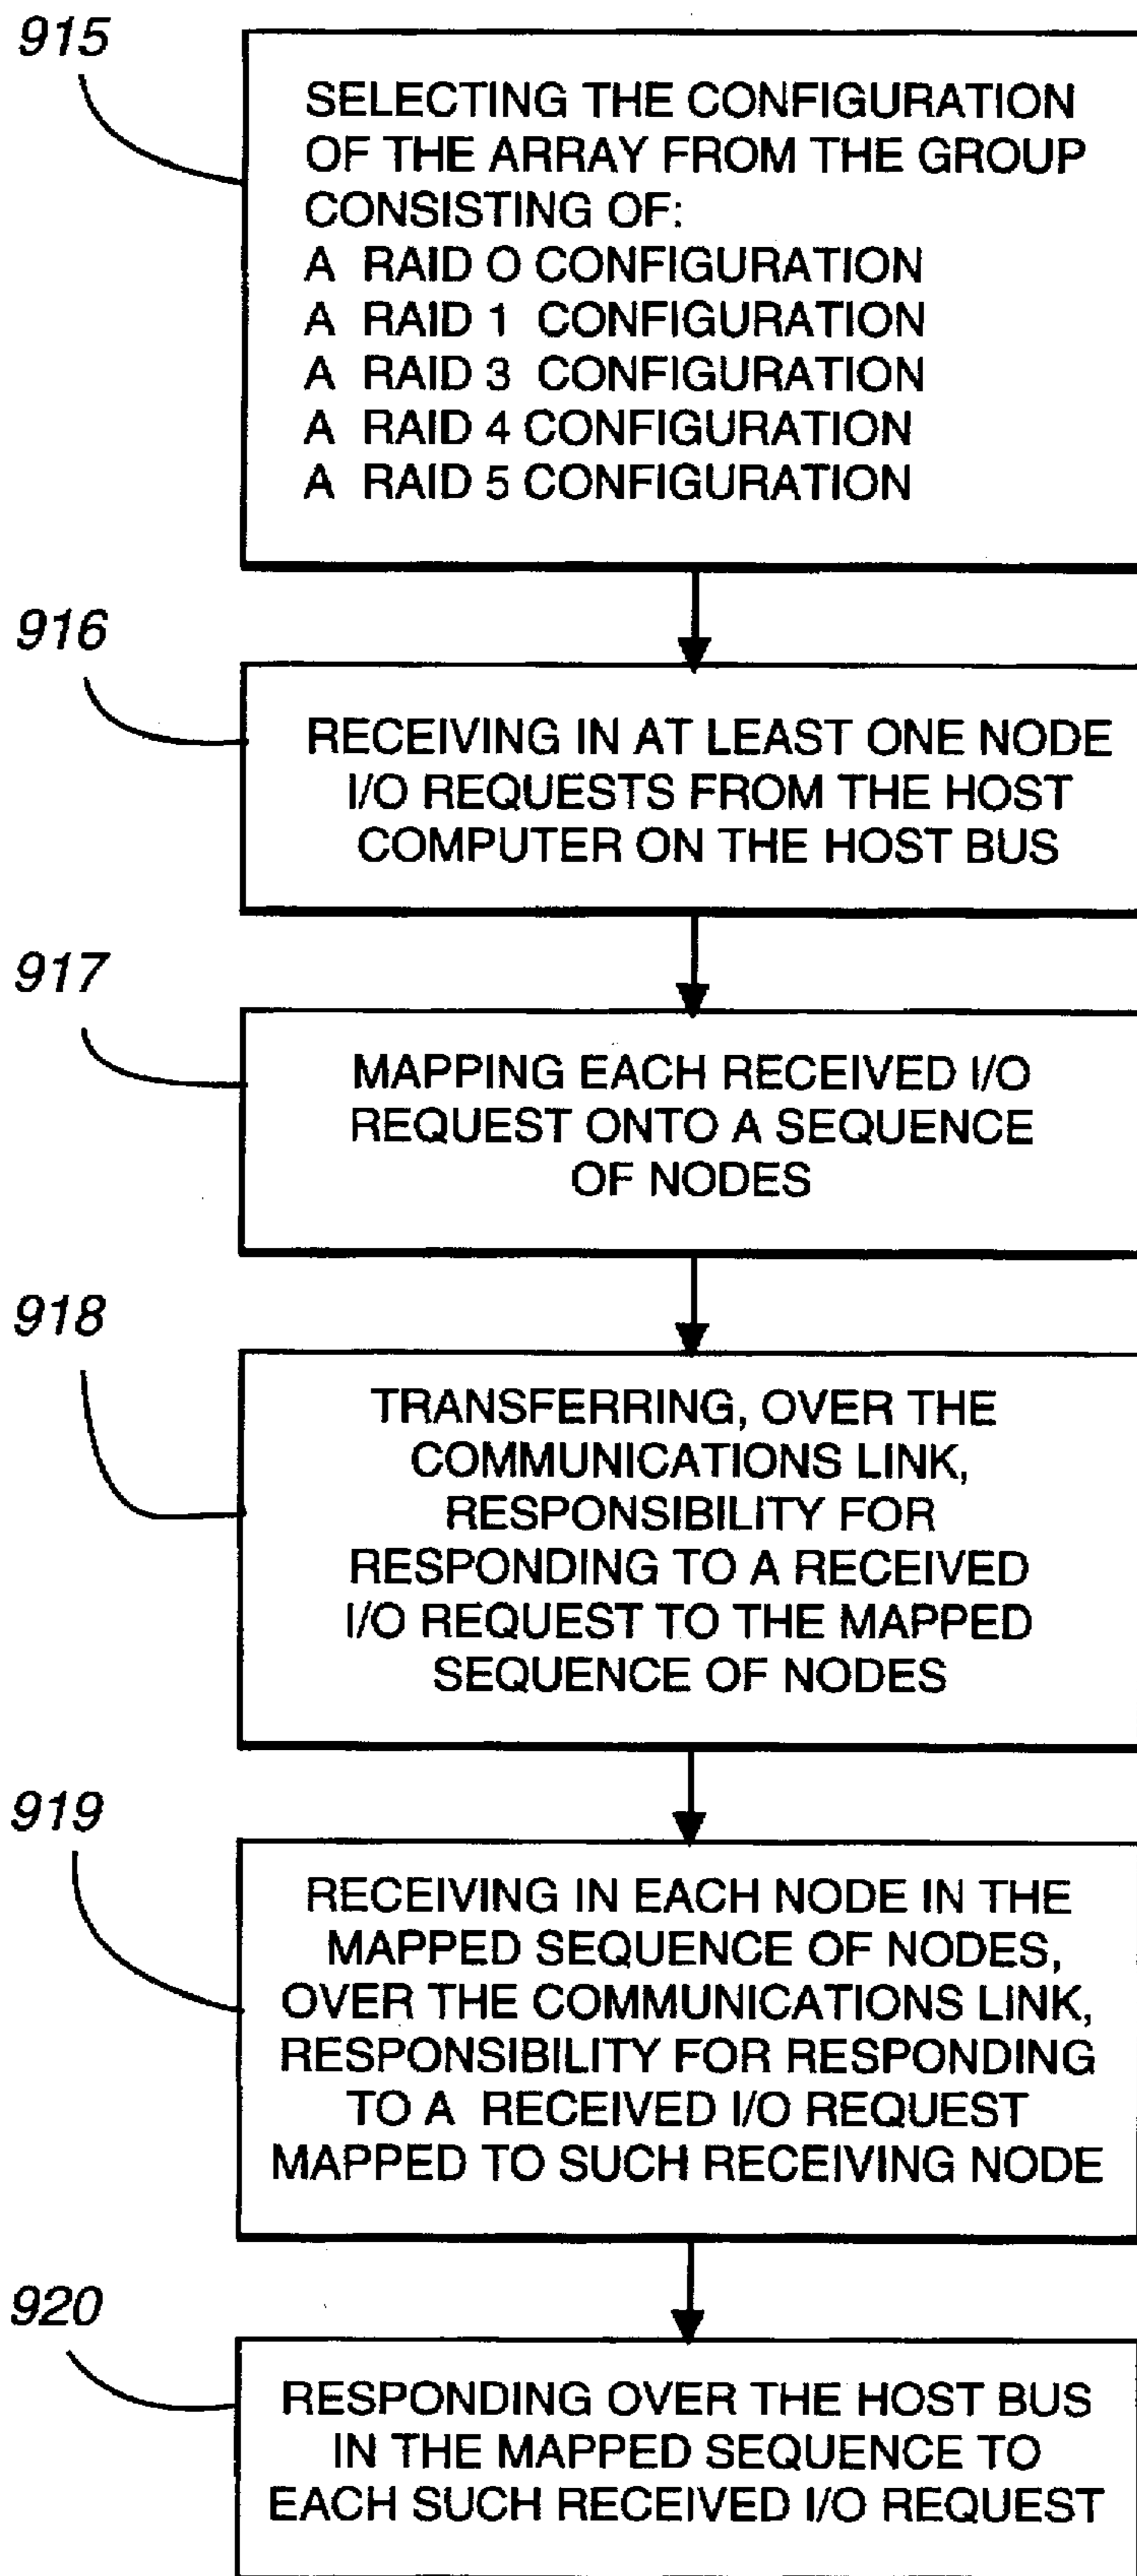 915
SELECTING THE CONFIGURATION
OF THE ARRAY FROM THE GROUP
CONSISTING OF:
A RAID 0 CONFIGURATION
A RAID 1 CONFIGURATION
A RAID 3 CONFIGURATION
A RAID 4 CONFIGURATION
A RAID 5 CONFIGURATION
916
RECEIVING IN AT LEAST ONE NODE
I/O REQUESTS FROM THE HOST
COMPUTER ON THE HOST BUS
917
MAPPING EACH RECEIVED I/O
REQUEST ONTO A SEQUENCE
OF NODES
918
TRANSFERRING, OVER THE
COMMUNICATIONS LINK,
RESPONSIBILITY FOR
RESPONDING TO A RECEIVED
I/O REQUEST TO THE MAPPED
SEQUENCE OF NODES
919
RECEIVING IN EACH NODE IN THE
MAPPED SEQUENCE OF NODES,
OVER THE COMMUNICATIONS LINK,
RESPONSIBILITY FOR RESPONDING
TO A RECEIVED I/O REQUEST
MAPPED TO SUCH RECEIVING NODE
920
RESPONDING OVER THE HOST BUS
IN THE MAPPED SEQUENCE TO
EACH SUCH RECEIVED I/O REQUEST